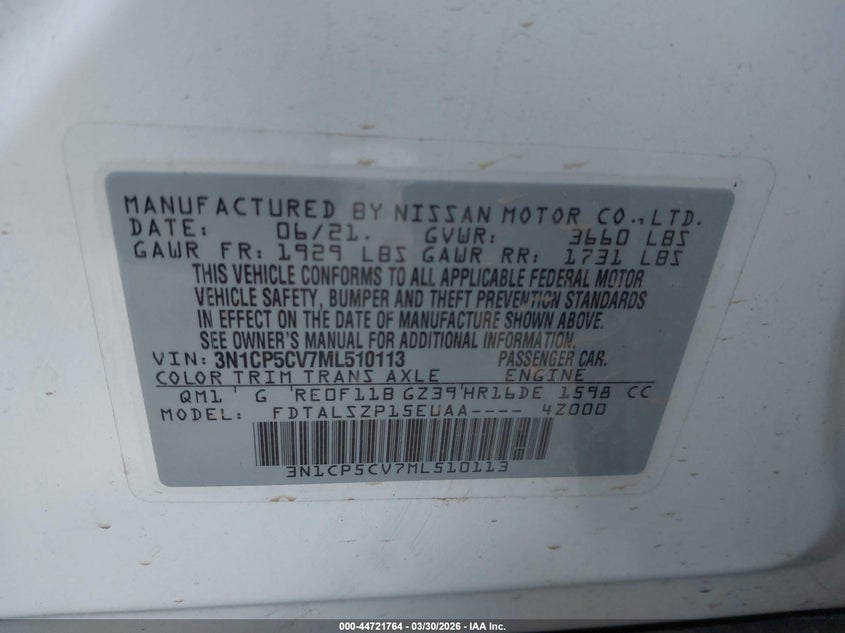 MANUFACTURED BY NISSAN MOTOR CO., LTD.
DATE: 06/21. GVWR: 3660 LBS
GAWR FR: 1929 LBS GAWR RR: 1731 LBS
THIS VEHICLE CONFORMS TO ALL APPLICABLE FEDERAL MOTOR
VEHICLE SAFETY, BUMPER AND THEFT PREVENTION STANDARDS
IN EFFECT ON THE DATE OF MANUFACTURE SHOWN ABOVE.
SEE OWNER'S MANUAL FOR ADDITIONAL INFORMATION.
VIN: 3N1CP5CV7ML510113 PASSENGER CAR.
COLOR TRIM TRANS AXLE ENGINE
QM1 ' G 'RE0F11B GZ39'HR16DE 1598 CC
MODEL: FDTALSZP15EUAA---- 4Z000
3N1CP5CV7ML510113
000-44721764 | 03/30/2026 - IAA Inc.